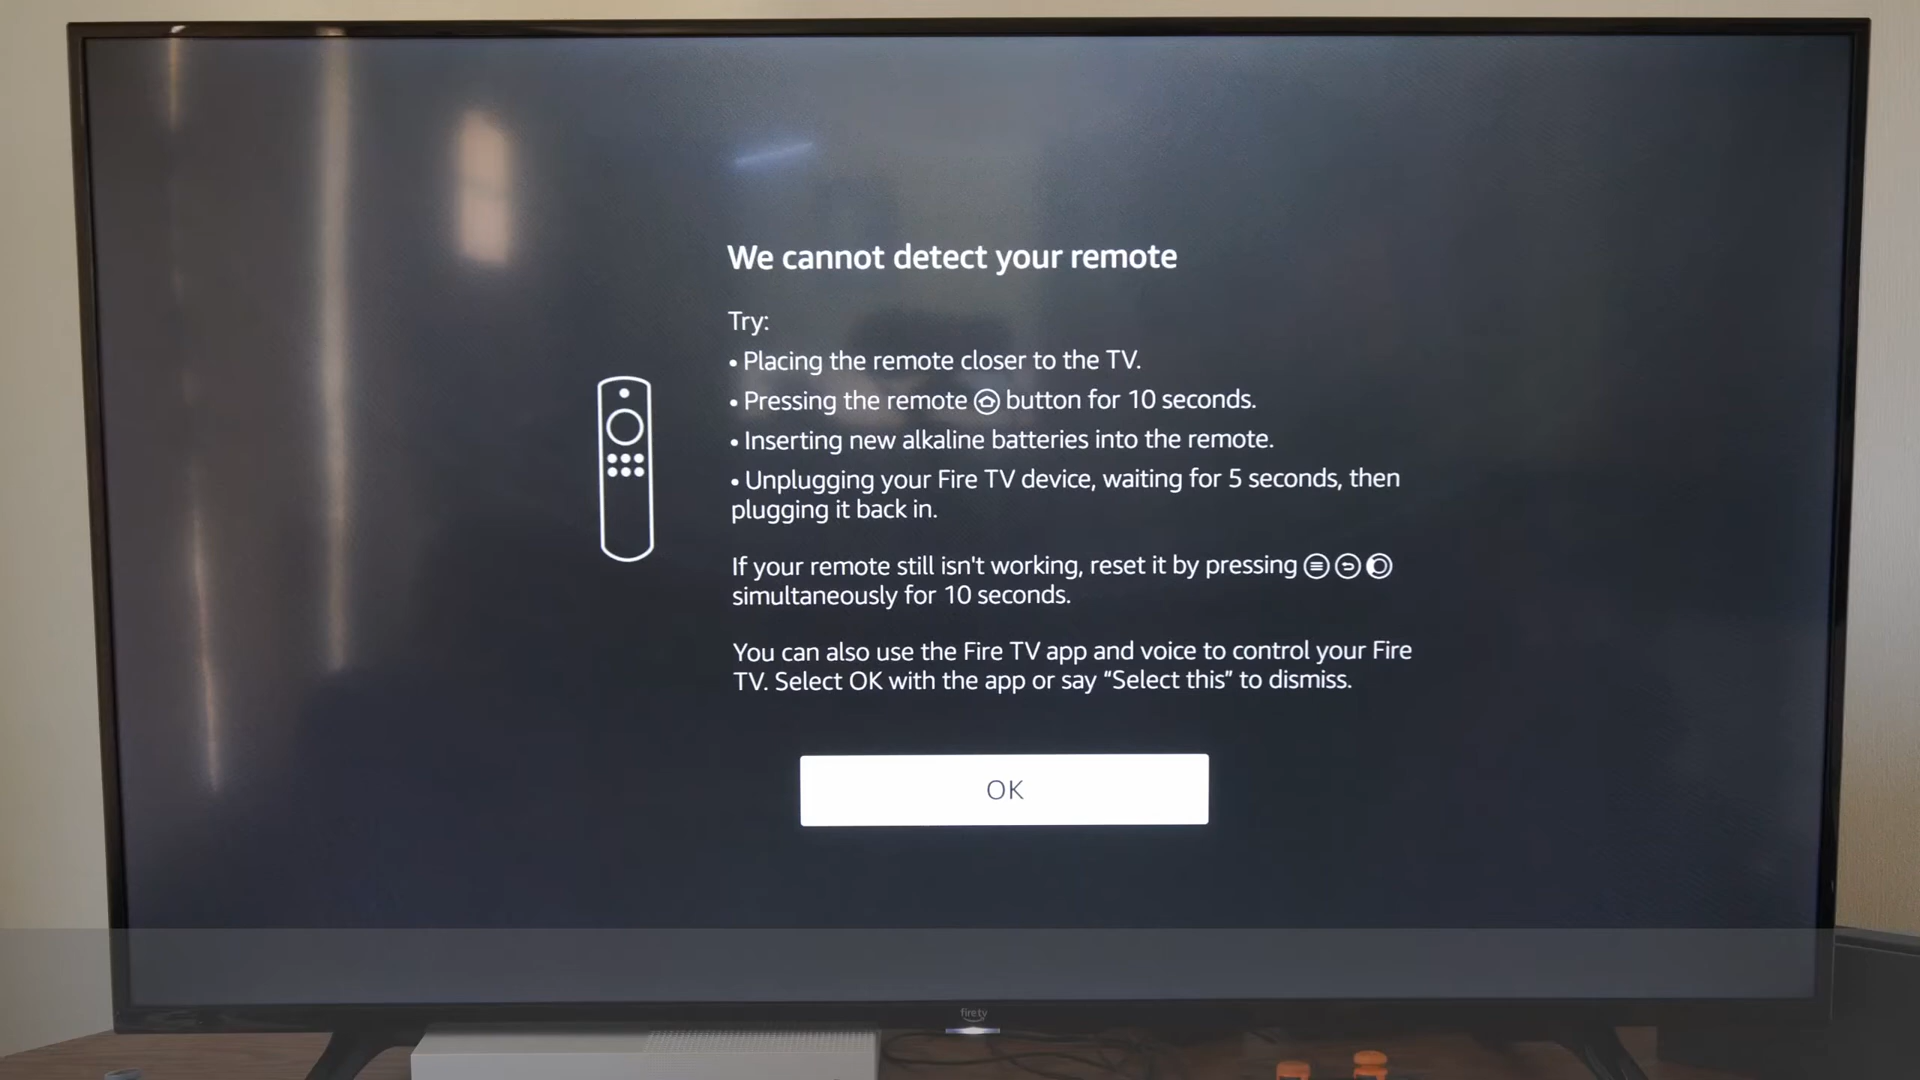 We cannot detect your remote
Try:
• Placing the remote closer to the TV.
• Pressing the remote button for 10 seconds.
• Inserting new alkaline batteries into the remote.
• Unplugging your Fire TV device, waiting for 5 seconds, then
plugging it back in.
If your remote still isn't working, reset it by pressing
simultaneously for 10 seconds.
You can also use the Fire TV app and voice to control your Fire
TV. Select OK with the app or say “Select this” to dismiss.
OK
fire tv